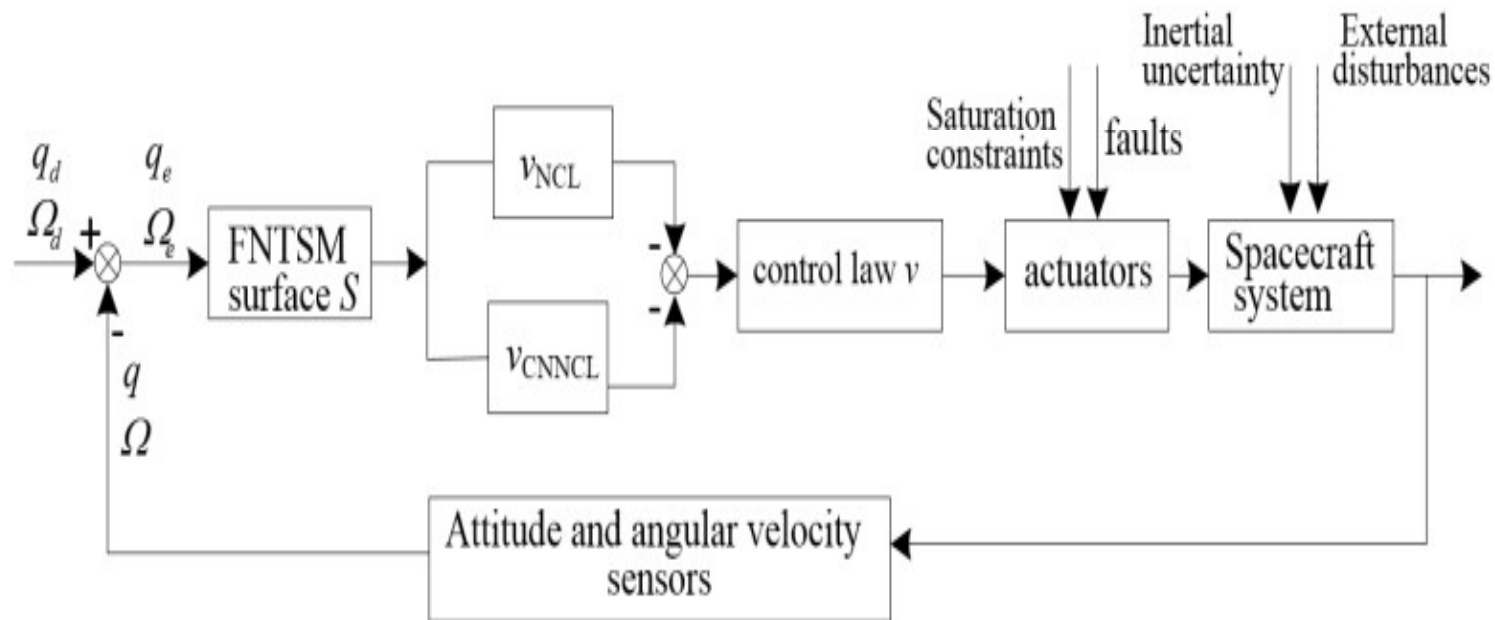 Inertial
uncertainty
External
disturbances
Saturation
constraints
faults
q_d
Ω_d
+
-
q_e
Ω_e
FNTSM
surface S
v_NCL
v_CNNCL
-
-
control law v
actuators
Spacecraft
system
q
Ω
Attitude and angular velocity
sensors